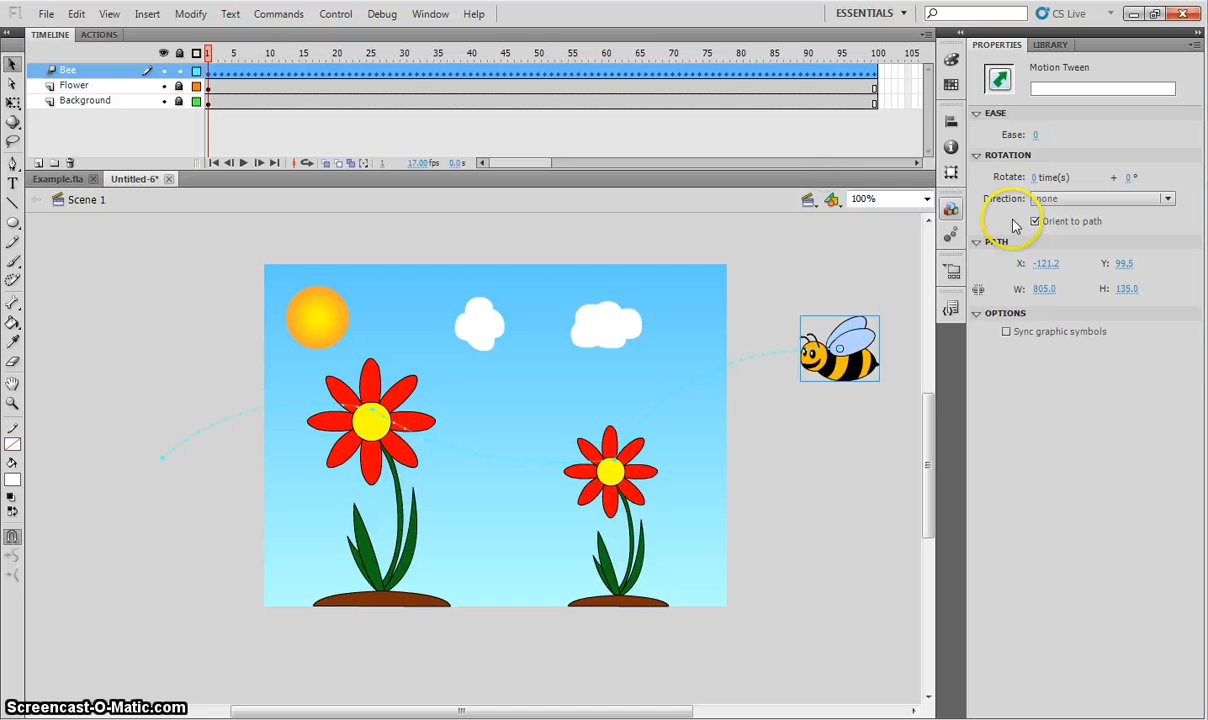 Fl File Edit View Insert Modify Text Commands Control Debug Window Help ESSENTIALS CS Live
TIMELINE ACTIONS
1 5 10 15 20 25 30 35 40 45 50 55 60 65 70 75 80 85 90 95 100 105
Bee
Flower
Background
1 17.00 fps 0.0 s
Example.fla Untitled-6*
Scene 1 100%
PROPERTIES LIBRARY
Motion Tween
EASE
Ease: 0
ROTATION
Rotate: 0 time(s) + 0 °
Direction: none
Orient to path
PATH
X: -121.2 Y: 99.5
W: 805.0 H: 135.0
OPTIONS
Sync graphic symbols
Screencast-O-Matic.com